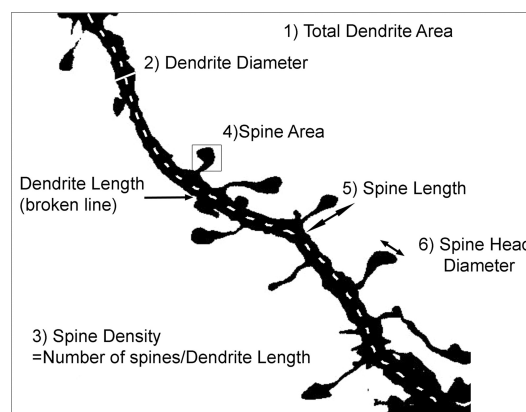 1) Total Dendrite Area
2) Dendrite Diameter
4)Spine Area
Dendrite Length
(broken line)
5) Spine Length
6) Spine Head
Diameter
3) Spine Density
=Number of spines/Dendrite Length